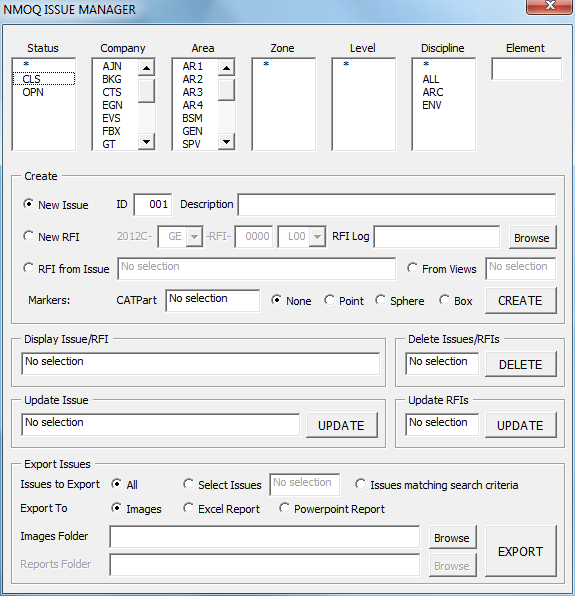 NMOQ ISSUE MANAGER
Status Company Area Zone Level Discipline Element
* AJN AR1 * * *
CLS BKG AR2 ALL
OPN CTS AR3 ARC
EGN AR4 ENV
EVS BSM
FBX GEN
GT SPV
Create
New Issue ID 001 Description
New RFI 2012C- GE -RFI- 0000 L00 RFI Log Browse
RFI from Issue No selection From Views No selection
Markers: CATPart No selection None Point Sphere Box CREATE
Display Issue/RFI Delete Issues/RFIs
No selection No selection DELETE
Update Issue Update RFIs
No selection UPDATE No selection UPDATE
Export Issues
Issues to Export All Select Issues No selection Issues matching search criteria
Export To Images Excel Report Powerpoint Report
Images Folder Browse EXPORT
Reports Folder Browse